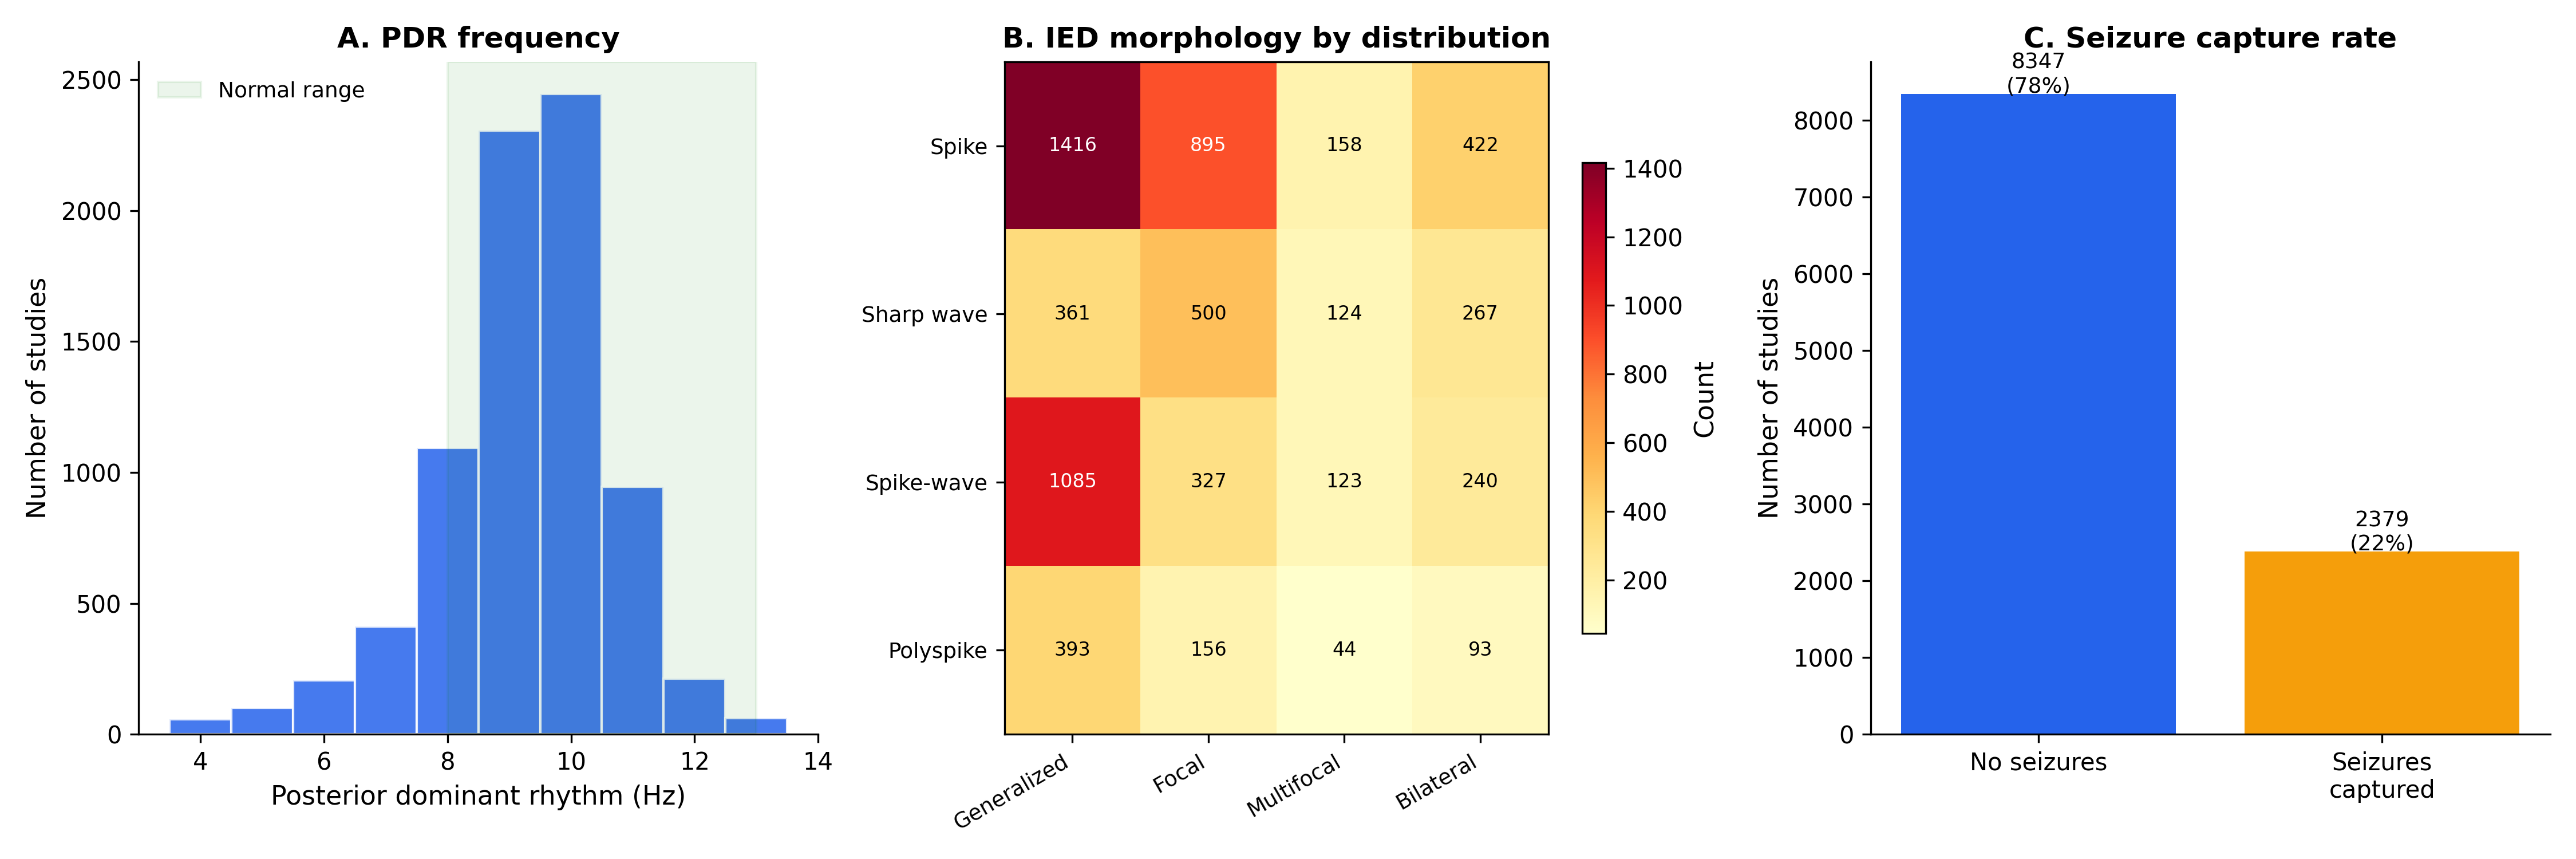 A. PDR frequency
Number of studies
2500
2000
1500
1000
500
0
Normal range
4 6 8 10 12 14
Posterior dominant rhythm (Hz)
B. IED morphology by distribution
Spike 1416 895 158 422
Sharp wave 361 500 124 267
Spike-wave 1085 327 123 240
Polyspike 393 156 44 93
Generalized Focal Multifocal Bilateral
1400
1200
1000
800
600
400
200
Count
C. Seizure capture rate
Number of studies
8000
7000
6000
5000
4000
3000
2000
1000
0
8347
(78%)
2379
(22%)
No seizures
Seizures
captured